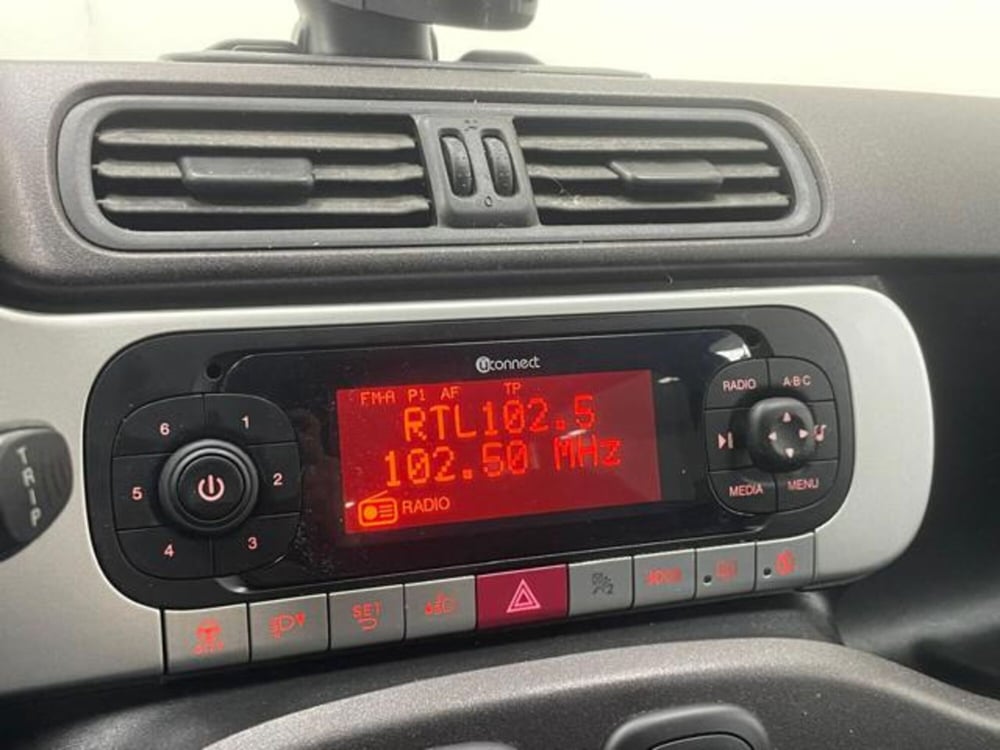 uconnect
FM-A P1 AF TP
RTL102.5
102.50 MHz
RADIO
6 1
5 2
4 3
RADIO A·B·C
MEDIA MENU
TRIP
SET
0